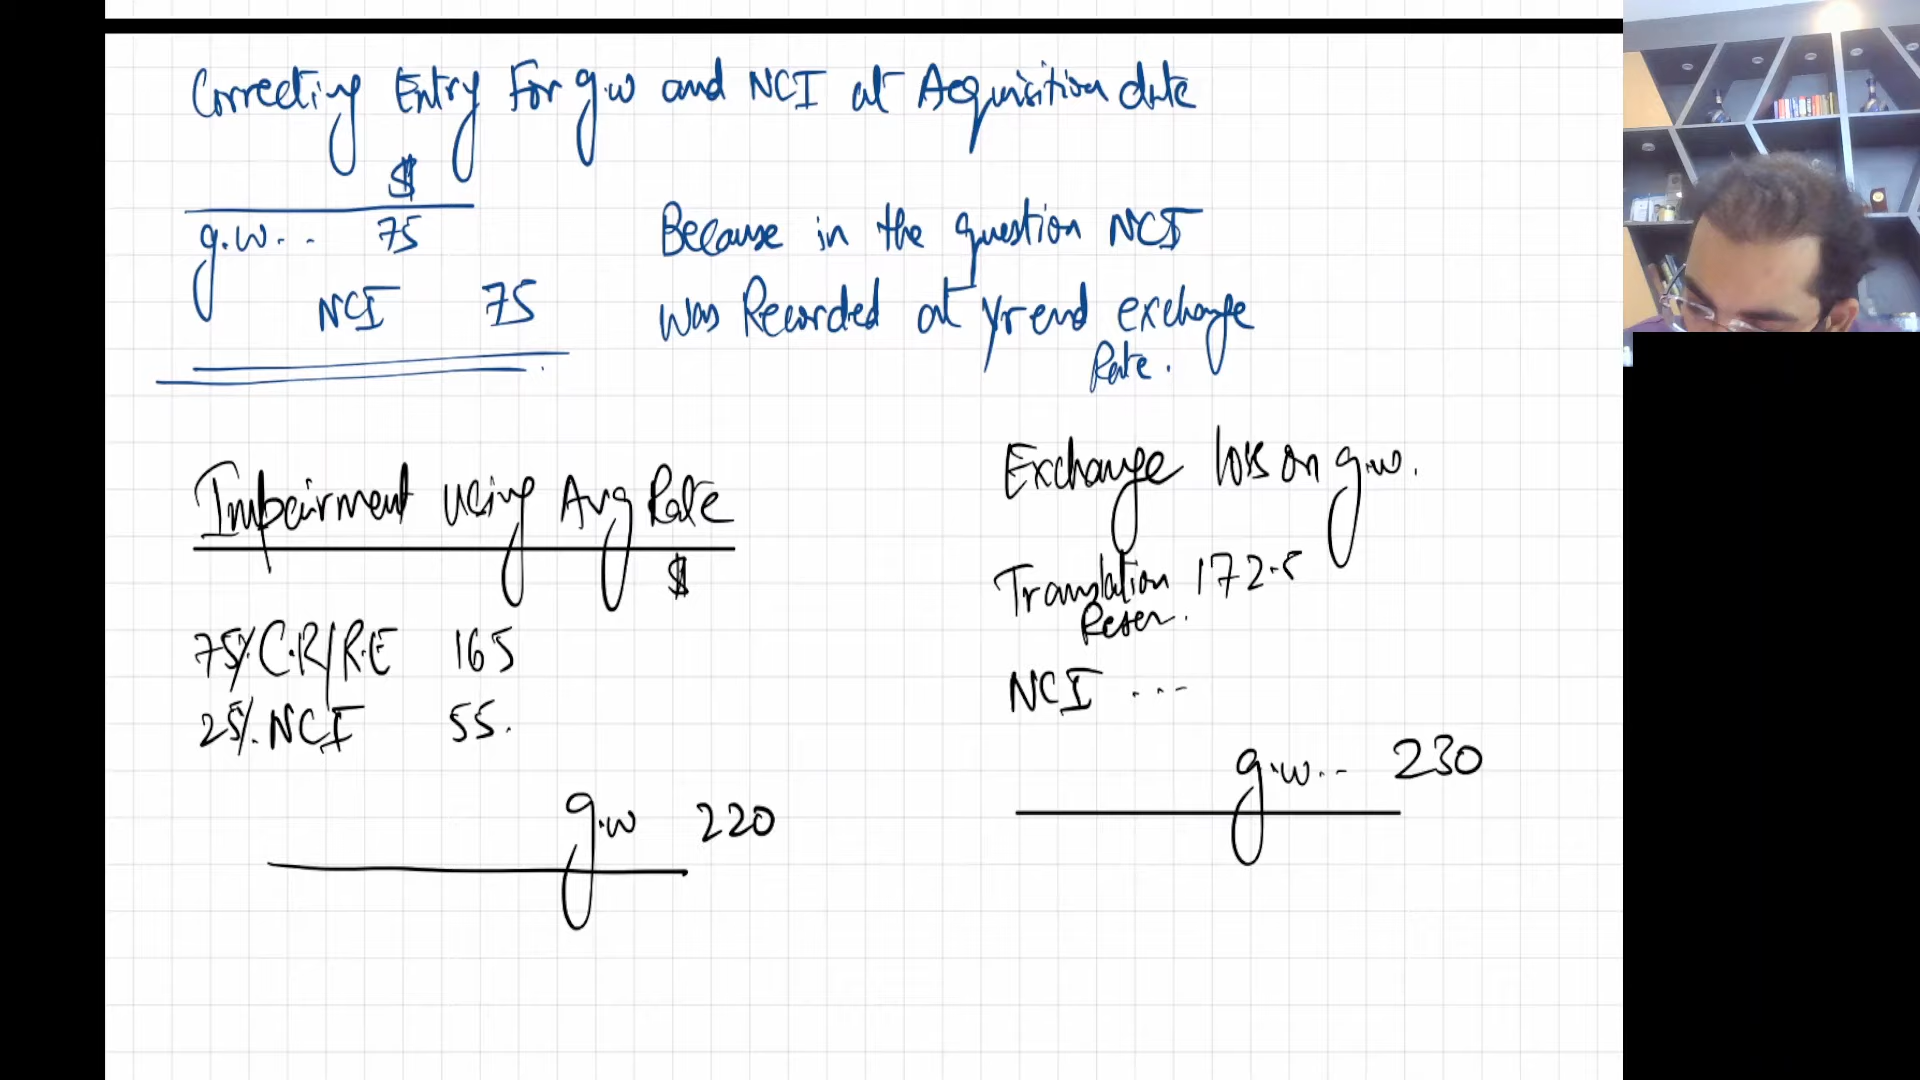 Correcting Entry For g.w and NCI at Acquisition date
$
g.w... 75
NCI 75
Because in the question NCI
was Recorded at yr end exchange
Rate.
Impairment using Avg Rate
$
75% C.R/R.E 165
25%. NCI 55.
g.w 220
Exchange loss on g.w.
Translation 172.5
Reser.
NCI ...
g.w... 230